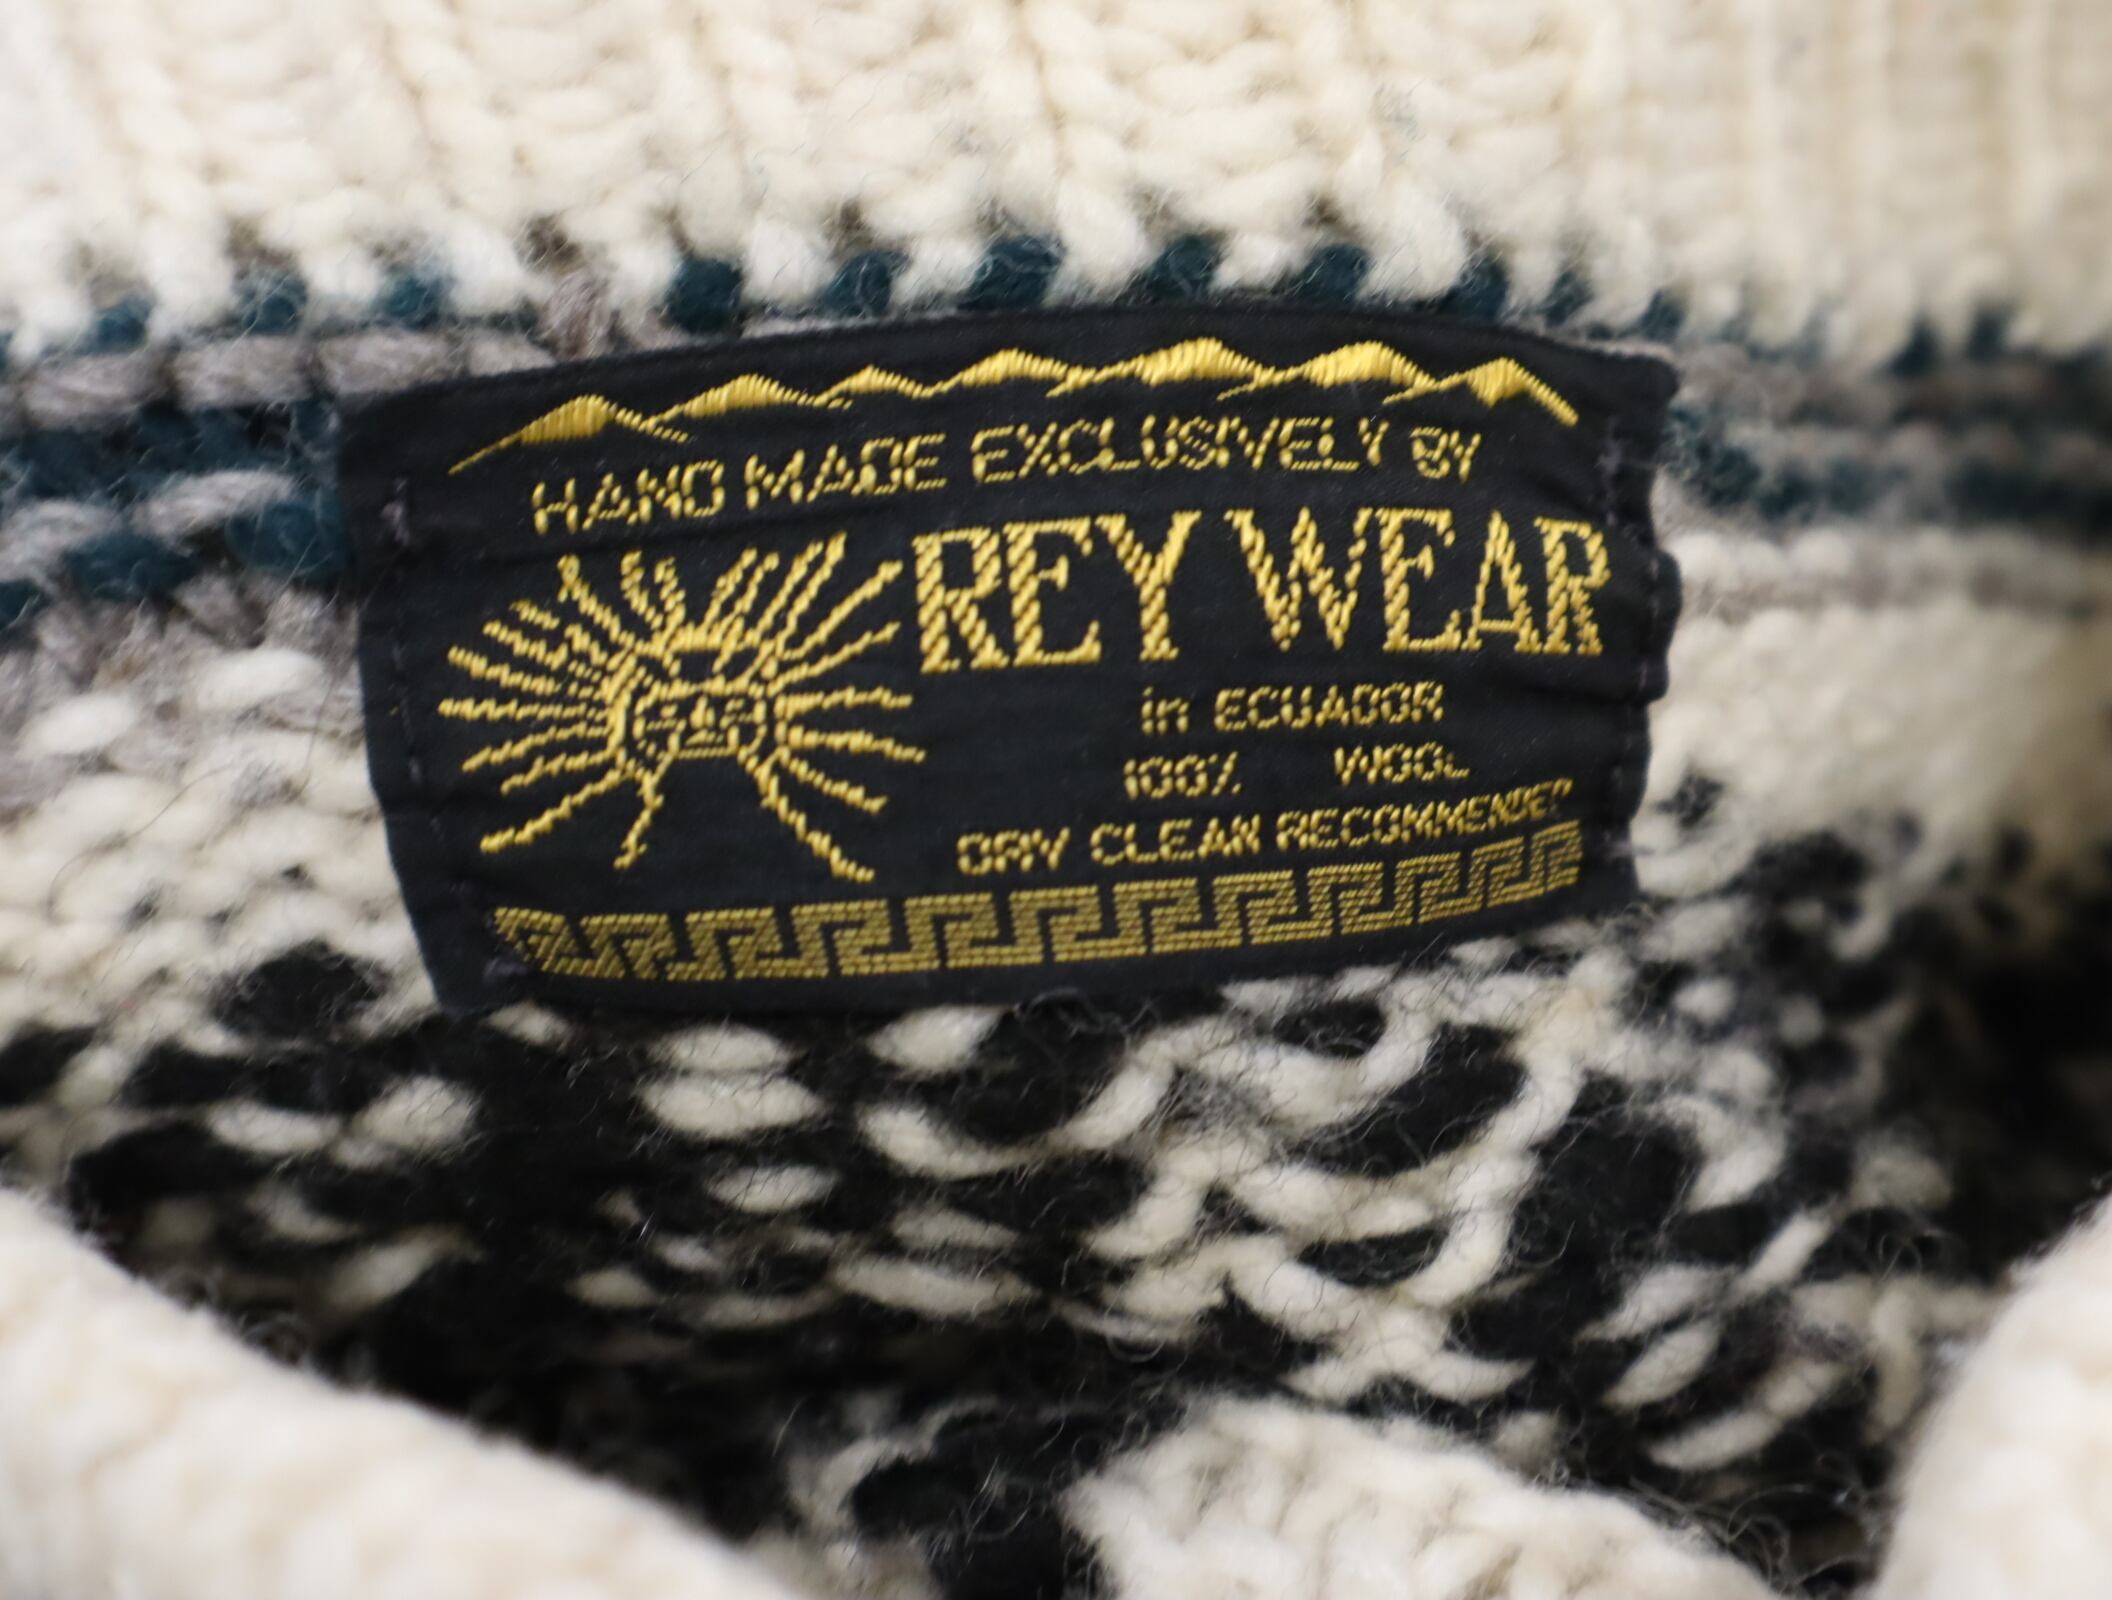 HAND MADE EXCLUSIVELY BY
REY WEAR
in ECUADOR
100% WOOL
DRY CLEAN RECOMMENDED